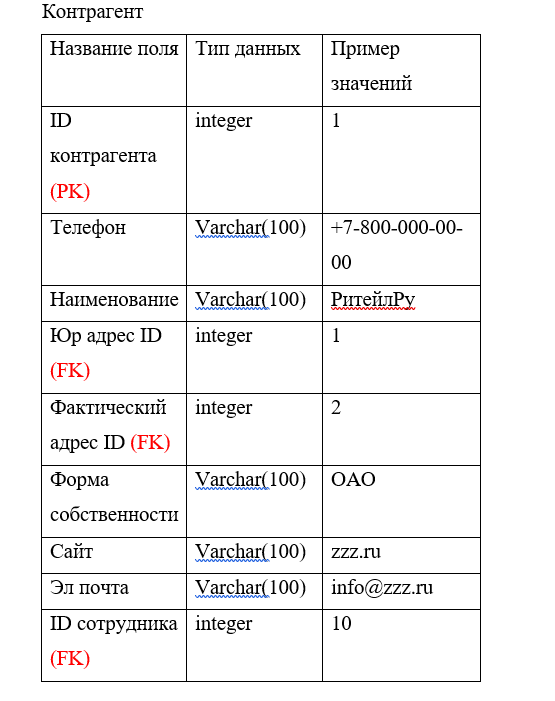 Контрагент
Название поля Тип данных Пример
значений
ID
контрагента
(PK)
integer 1
Телефон Varchar(100) +7-800-000-00-
00
Наименование Varchar(100) РитейлРу
Юр адрес ID
(FK)
integer 1
Фактический
адрес ID (FK)
integer 2
Форма
собственности
Varchar(100) ОАО
Сайт Varchar(100) zzz.ru
Эл почта Varchar(100) info@zzz.ru
ID сотрудника
(FK)
integer 10